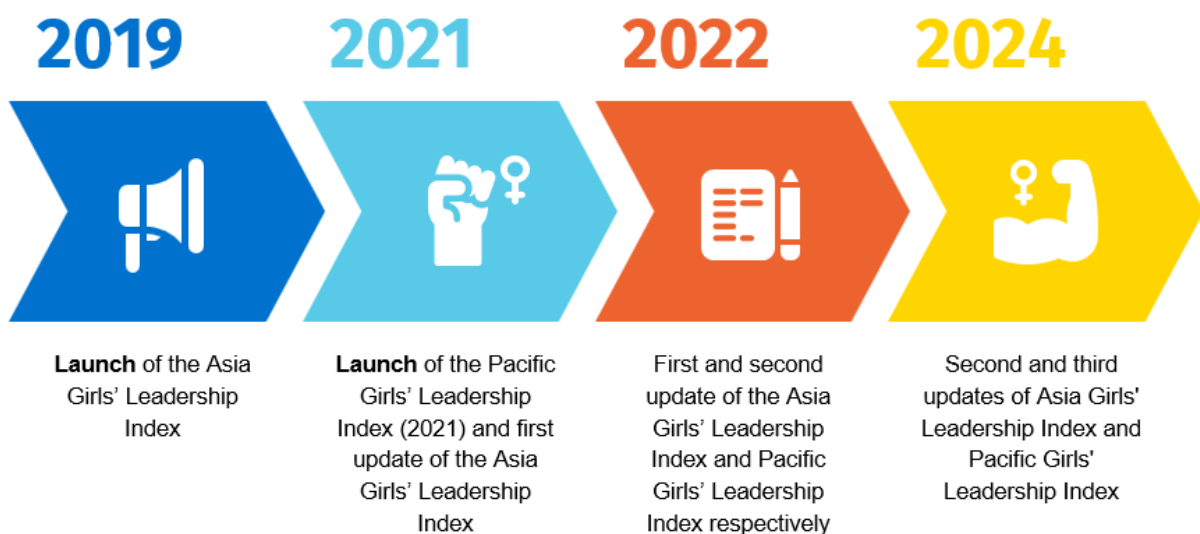 2019
2021
2022
2024
Launch of the Asia
Girls’ Leadership
Index
Launch of the Pacific
Girls’ Leadership
Index (2021) and first
update of the Asia
Girls’ Leadership
Index
First and second
update of the Asia
Girls’ Leadership
Index and Pacific
Girls’ Leadership
Index respectively
Second and third
updates of Asia Girls'
Leadership Index and
Pacific Girls'
Leadership Index